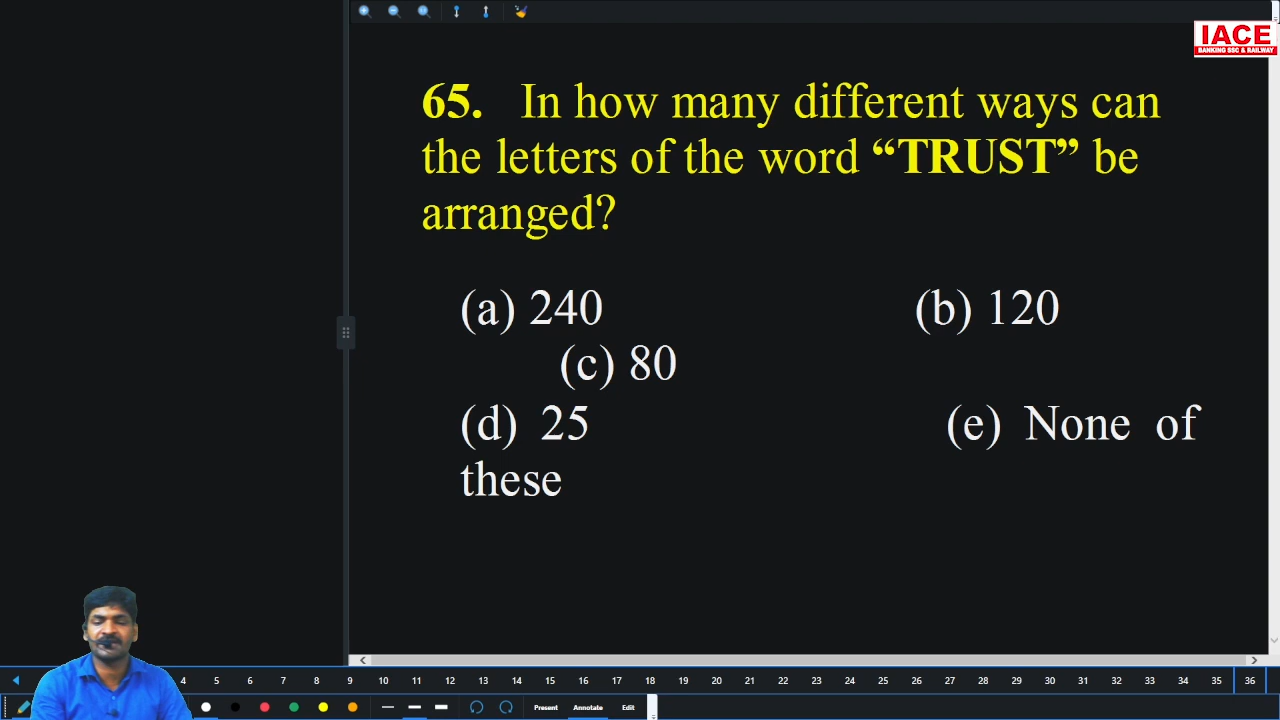 IACE
BANKING SSC & RAILWAY
65. In how many different ways can
the letters of the word “TRUST” be
arranged?
(a) 240 (b) 120
(c) 80
(d) 25 (e) None of
these
4 5 6 7 8 9 10 11 12 13 14 15 16 17 18 19 20 21 22 23 24 25 26 27 28 29 30 31 32 33 34 35 36
Present Annotate Edit